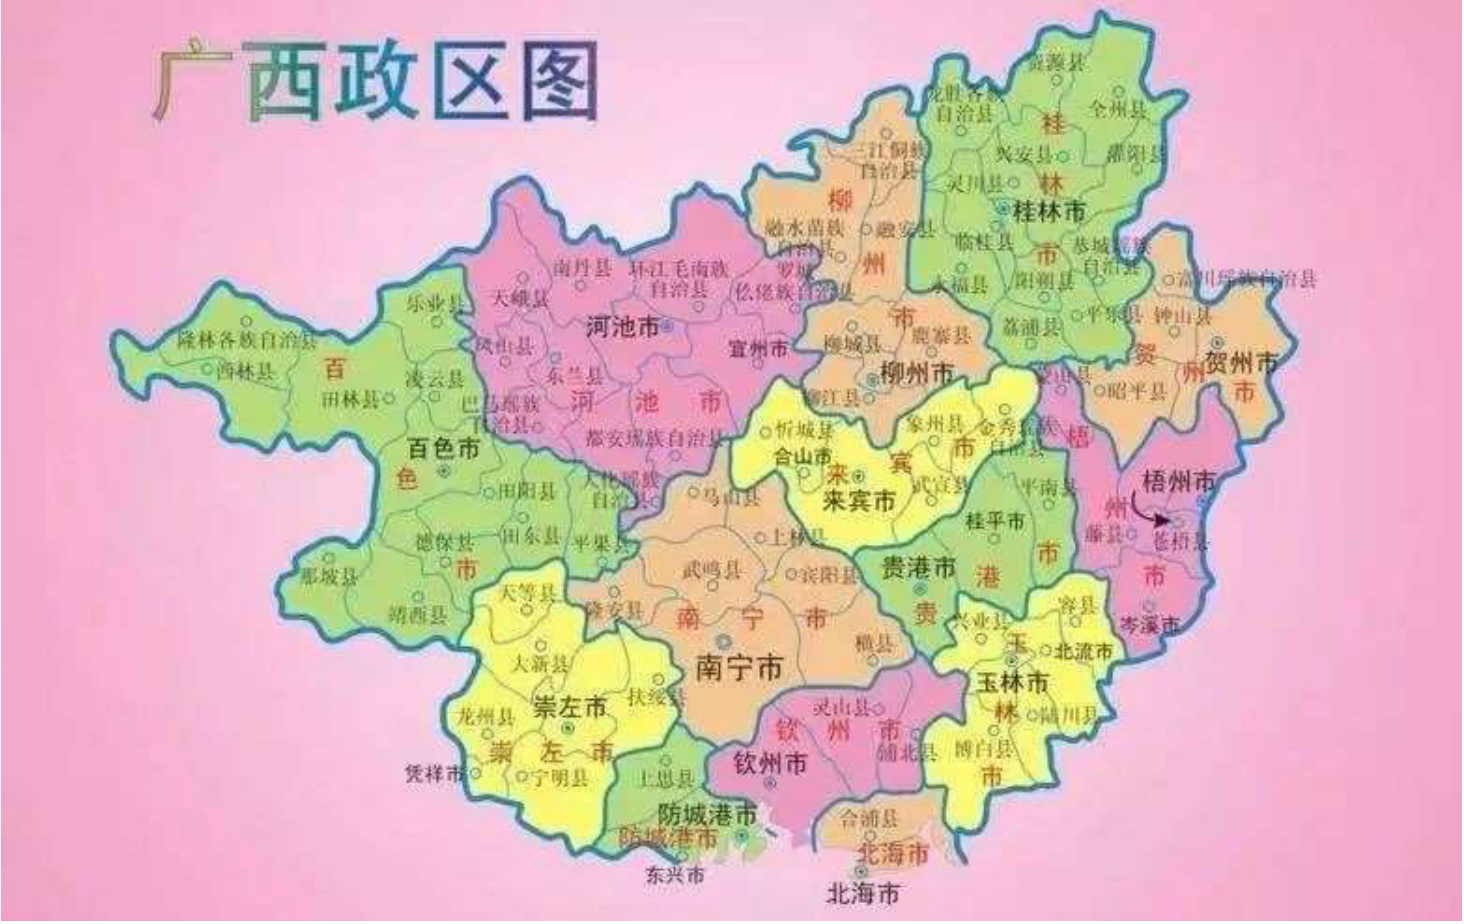 广西政区图
资源县
龙胜各族
自治县
全州县
桂
三江侗族
自治县
兴安县
灌阳县
灵川县
林
柳
桂林市
融水苗族
自治县
融安县
临桂县
市
恭城瑶族
自治县
州
南丹县
环江毛南族
自治县
罗城
仫佬族自治县
永福县
阳朔县
富川瑶族自治县
天峨县
乐业县
河池市
市
荔浦县
平乐县
钟山县
隆林各族自治县
凤山县
宜州市
柳城县
鹿寨县
贺
贺州市
西林县
百
凌云县
东兰县
柳州市
蒙山县
州
田林县
巴马瑶族
自治县
河
池
市
柳江县
昭平县
市
都安瑶族自治县
忻城县
象州县
金秀瑶族
自治县
梧
百色市
合山市
来
宾
市
色
大化瑶族
自治县
马山县
来宾市
武宣县
平南县
梧州市
田阳县
州
桂平市
藤县
苍梧县
德保县
田东县
平果县
上林县
市
那坡县
市
武鸣县
宾阳县
贵港市
港
市
靖西县
天等县
隆安县
南
宁
市
贵
兴业县
容县
岑溪市
大新县
南宁市
横县
玉
北流市
扶绥县
玉林市
龙州县
崇左市
灵山县
林
陆川县
崇
左
市
钦
州
市
浦北县
博白县
凭祥市
宁明县
上思县
钦州市
市
防城港市
合浦县
防城港市
北海市
东兴市
北海市